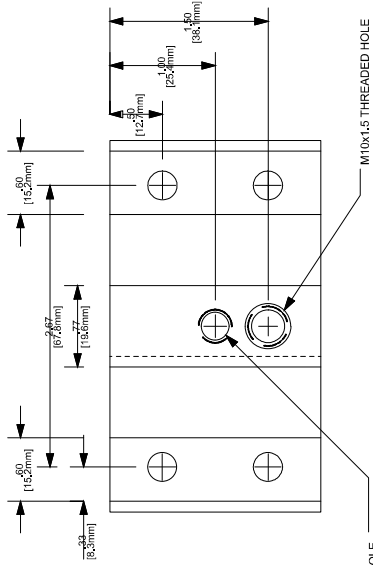 1.50
[38.1mm]
1.00
[25.4mm]
.50
[12.7mm]
.60
[15.2mm]
2.67
[67.8mm]
.77
[19.6mm]
.60
[15.2mm]
.33
[8.3mm]
M10x1.5 THREADED HOLE
OLE